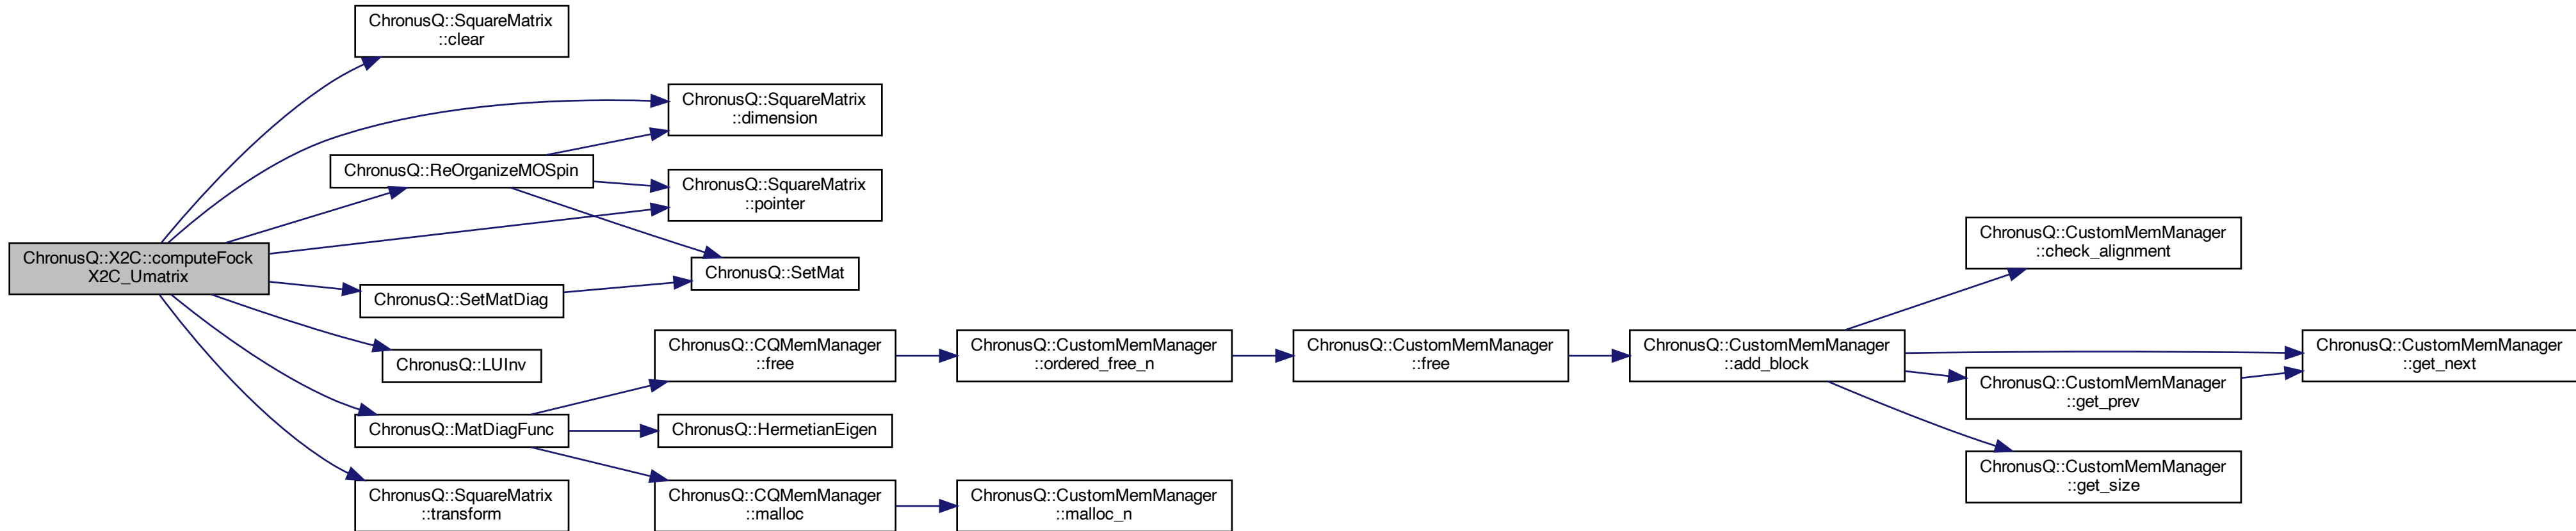 ChronusQ::X2C::computeFock
X2C_Umatrix
ChronusQ::SquareMatrix
::clear
ChronusQ::SquareMatrix
::dimension
ChronusQ::ReOrganizeMOSpin
ChronusQ::SquareMatrix
::pointer
ChronusQ::SetMat
ChronusQ::SetMatDiag
ChronusQ::LUInv
ChronusQ::MatDiagFunc
ChronusQ::SquareMatrix
::transform
ChronusQ::CQMemManager
::free
ChronusQ::HermetianEigen
ChronusQ::CQMemManager
::malloc
ChronusQ::CustomMemManager
::ordered_free_n
ChronusQ::CustomMemManager
::malloc_n
ChronusQ::CustomMemManager
::free
ChronusQ::CustomMemManager
::add_block
ChronusQ::CustomMemManager
::check_alignment
ChronusQ::CustomMemManager
::get_prev
ChronusQ::CustomMemManager
::get_size
ChronusQ::CustomMemManager
::get_next